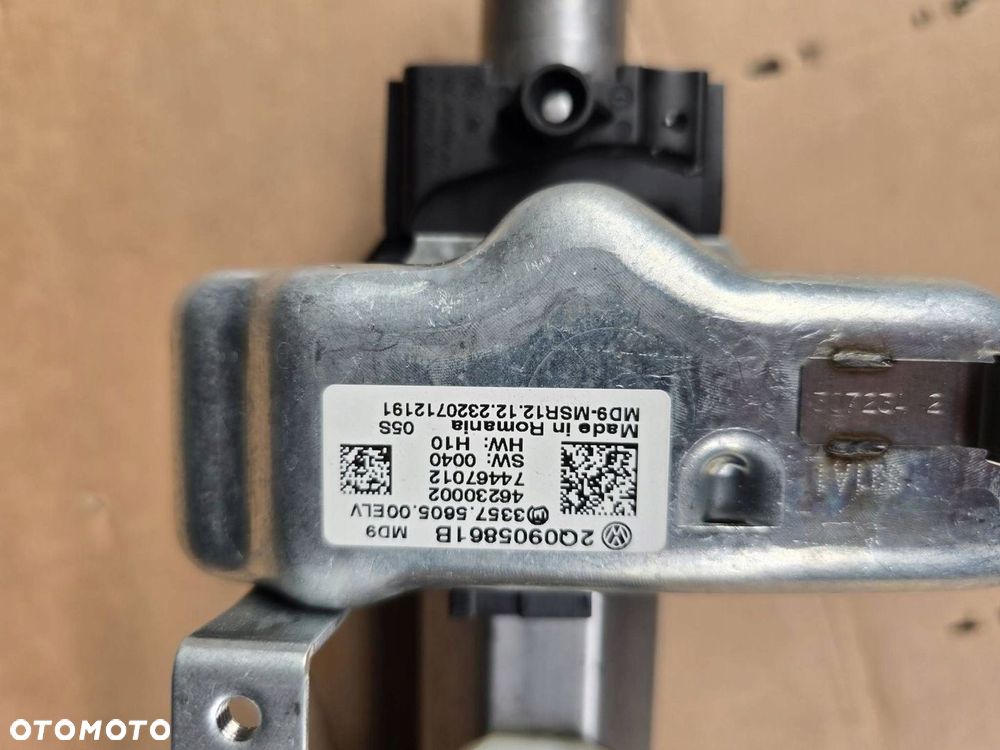 2Q0905861B MD9
3357.5605.00ELV
46230002
74467012
SW: 0040
HW: H10
Made in Romania 05S
MD9-MSR12.12.2320712191
OTOMOTO